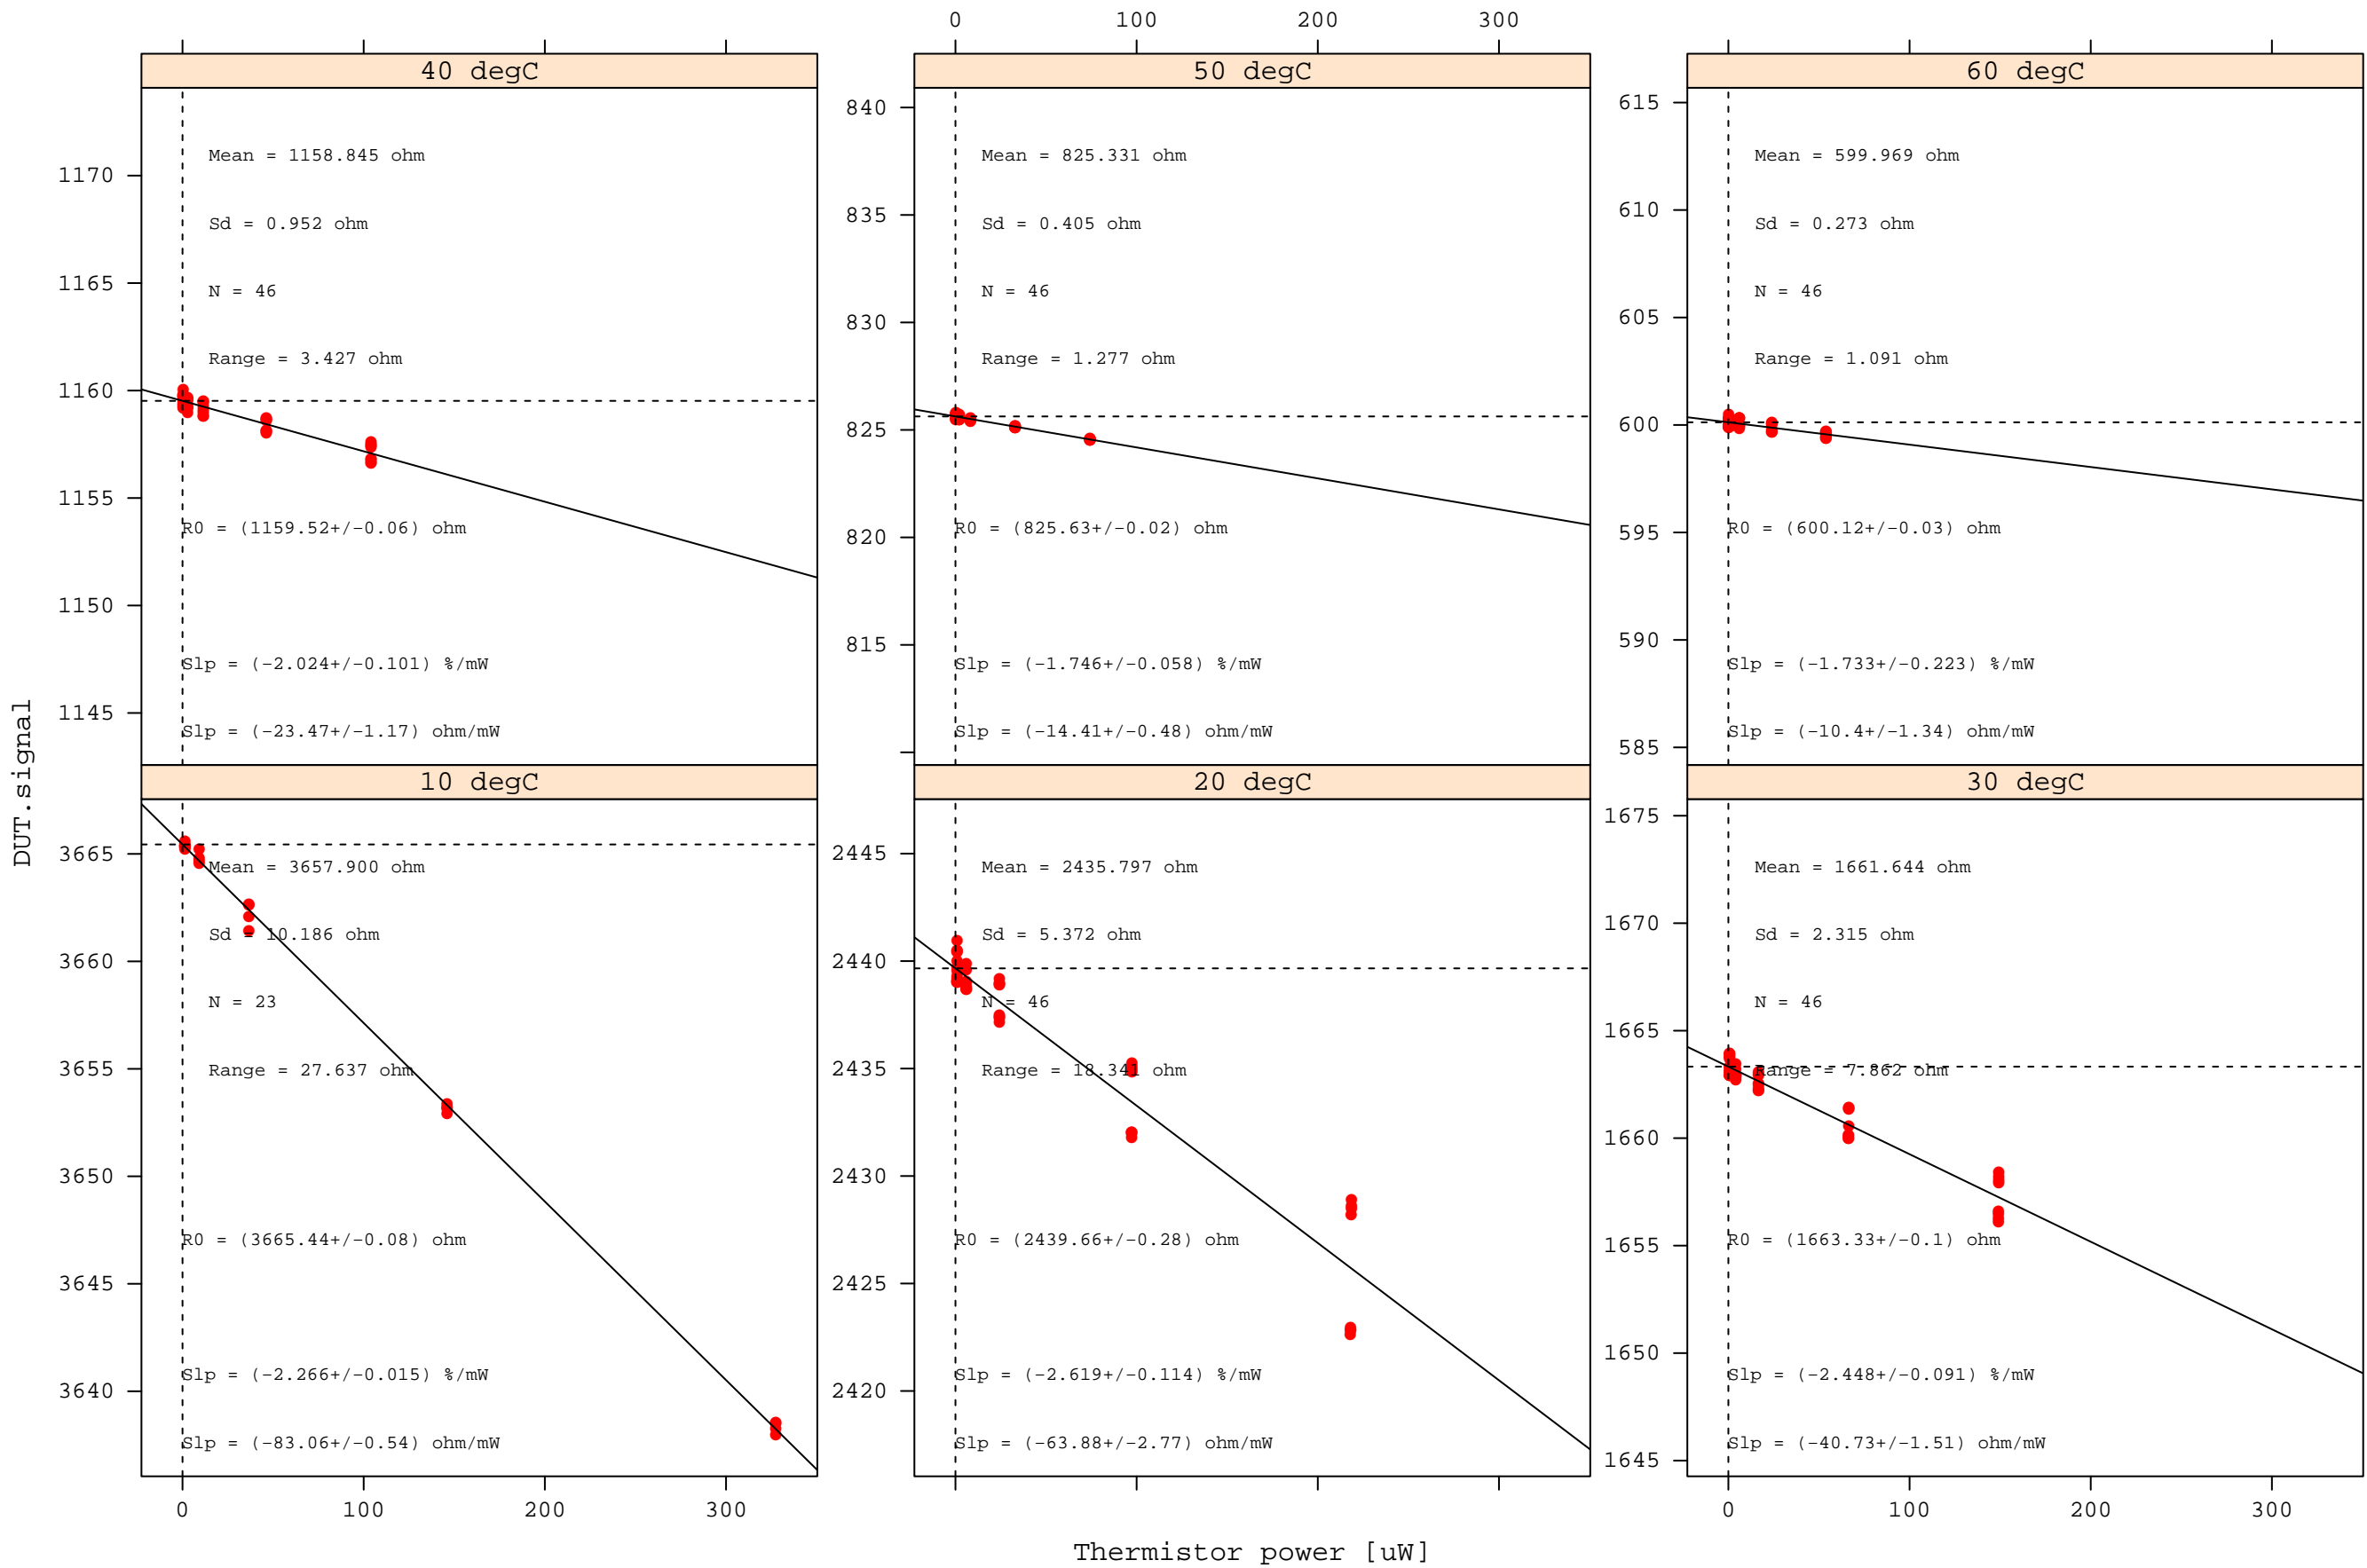 0 100 200 300
40 degC
50 degC
60 degC
Mean = 1158.845 ohm
Sd = 0.952 ohm
N = 46
Range = 3.427 ohm
R0 = (1159.52+/-0.06) ohm
Slp = (-2.024+/-0.101) %/mW
Slp = (-23.47+/-1.17) ohm/mW
1170
1165
1160
1155
1150
1145
Mean = 825.331 ohm
Sd = 0.405 ohm
N = 46
Range = 1.277 ohm
R0 = (825.63+/-0.02) ohm
Slp = (-1.746+/-0.058) %/mW
Slp = (-14.41+/-0.48) ohm/mW
840
835
830
825
820
815
Mean = 599.969 ohm
Sd = 0.273 ohm
N = 46
Range = 1.091 ohm
R0 = (600.12+/-0.03) ohm
Slp = (-1.733+/-0.223) %/mW
Slp = (-10.4+/-1.34) ohm/mW
615
610
605
600
595
590
585
DUT.signal
10 degC
20 degC
30 degC
Mean = 3657.900 ohm
Sd = 10.186 ohm
N = 23
Range = 27.637 ohm
R0 = (3665.44+/-0.08) ohm
Slp = (-2.266+/-0.015) %/mW
Slp = (-83.06+/-0.54) ohm/mW
3665
3660
3655
3650
3645
3640
Mean = 2435.797 ohm
Sd = 5.372 ohm
N = 46
Range = 18.341 ohm
R0 = (2439.66+/-0.28) ohm
Slp = (-2.619+/-0.114) %/mW
Slp = (-63.88+/-2.77) ohm/mW
2445
2440
2435
2430
2425
2420
Mean = 1661.644 ohm
Sd = 2.315 ohm
N = 46
Range = 7.862 ohm
R0 = (1663.33+/-0.1) ohm
Slp = (-2.448+/-0.091) %/mW
Slp = (-40.73+/-1.51) ohm/mW
1675
1670
1665
1660
1655
1650
1645
0 100 200 300
0 100 200 300
Thermistor power [uW]